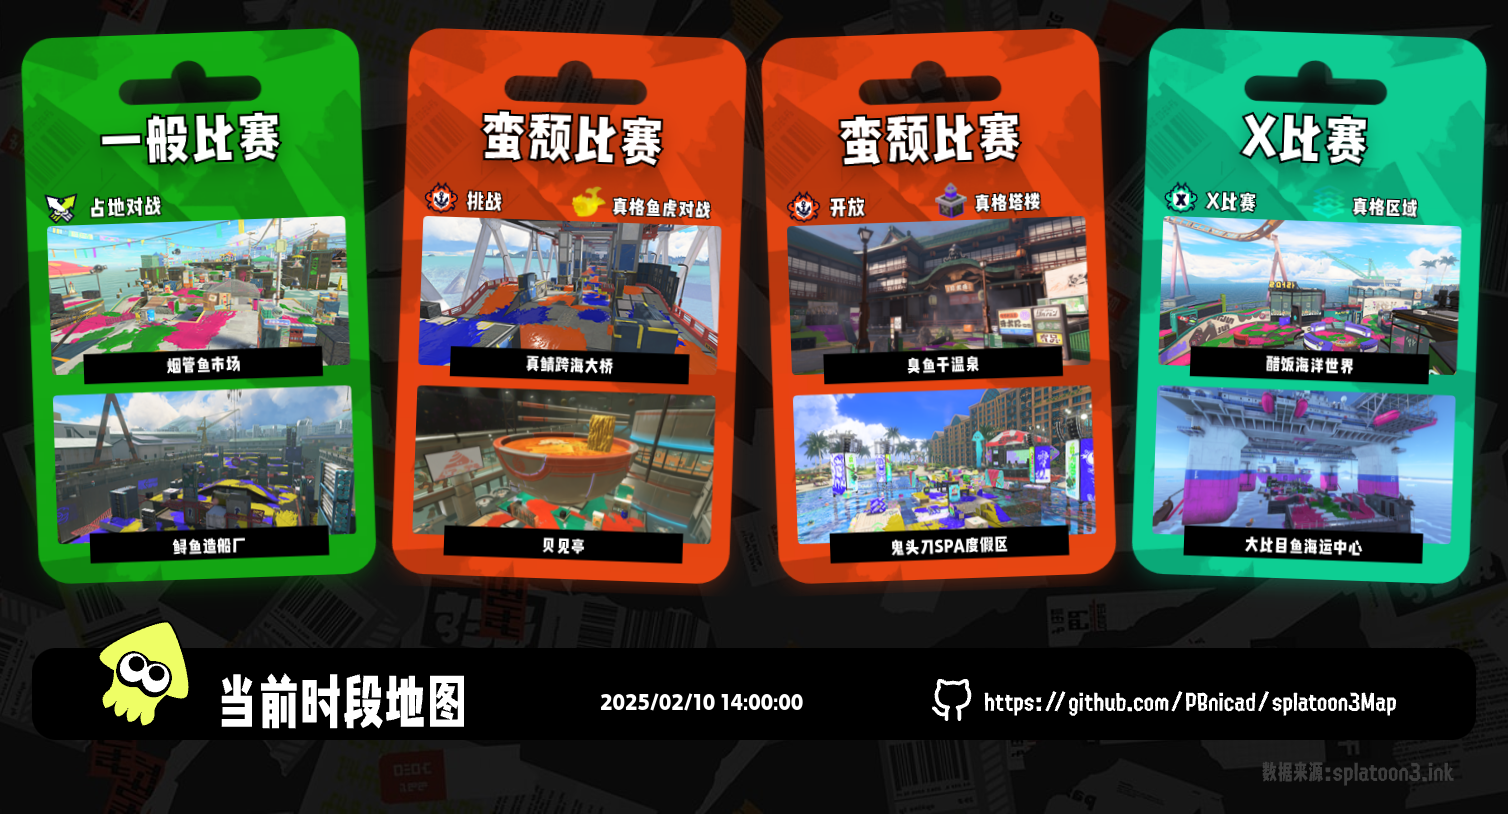 一般比赛
占地对战
烟管鱼市场
鲟鱼造船厂
蛮颓比赛
挑战
真格鱼虎对战
真鲭跨海大桥
贝见亭
蛮颓比赛
开放
真格塔楼
臭鱼干温泉
鬼头刀SPA度假区
X比赛
X比赛
真格区域
醋饭海洋世界
大比目鱼海运中心
当前时段地图
2025/02/10 14:00:00
https://github.com/PBnicad/splatoon3Map
数据来源:splatoon3.ink